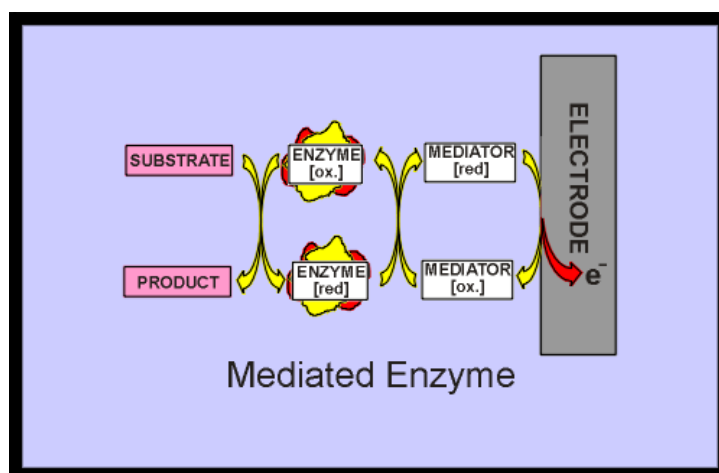 SUBSTRATE
ENZYME
[ox.]
MEDIATOR
[red]
ELECTRODE
PRODUCT
ENZYME
[red]
MEDIATOR
[ox.]
e-
Mediated Enzyme